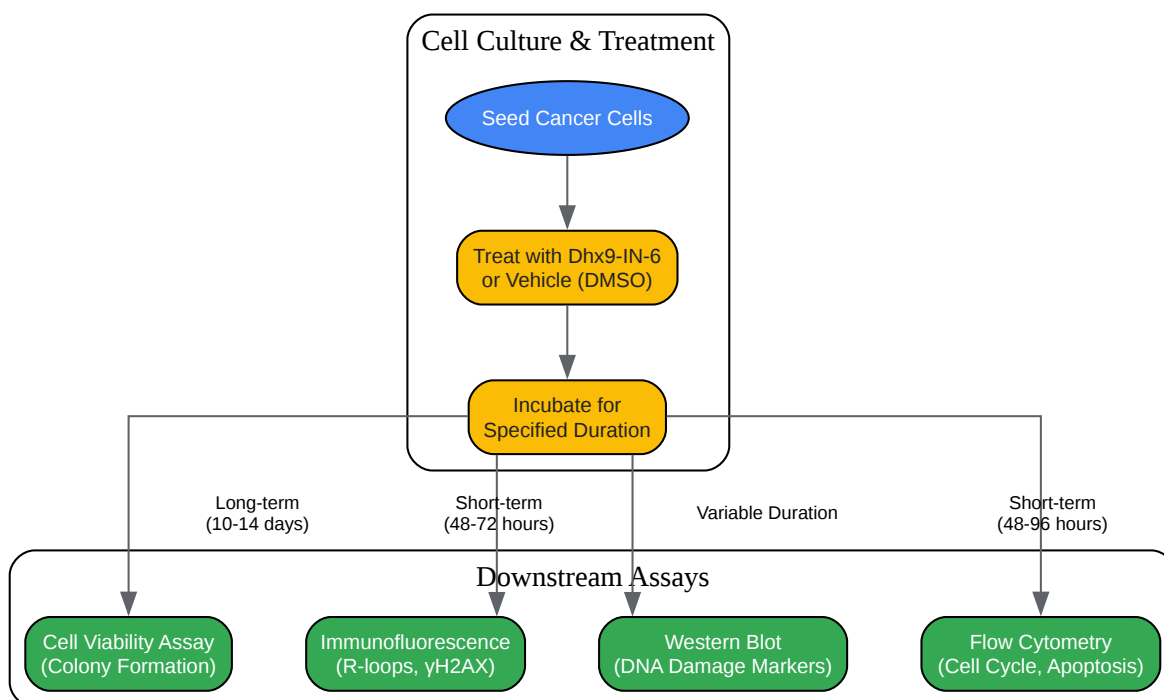 Cell Culture & Treatment
Seed Cancer Cells
Treat with Dhx9-IN-6
or Vehicle (DMSO)
Incubate for
Specified Duration
Long-term
(10-14 days)
Short-term
(48-72 hours)
Variable Duration
Short-term
(48-96 hours)
Downstream Assays
Cell Viability Assay
(Colony Formation)
Immunofluorescence
(R-loops, γH2AX)
Western Blot
(DNA Damage Markers)
Flow Cytometry
(Cell Cycle, Apoptosis)